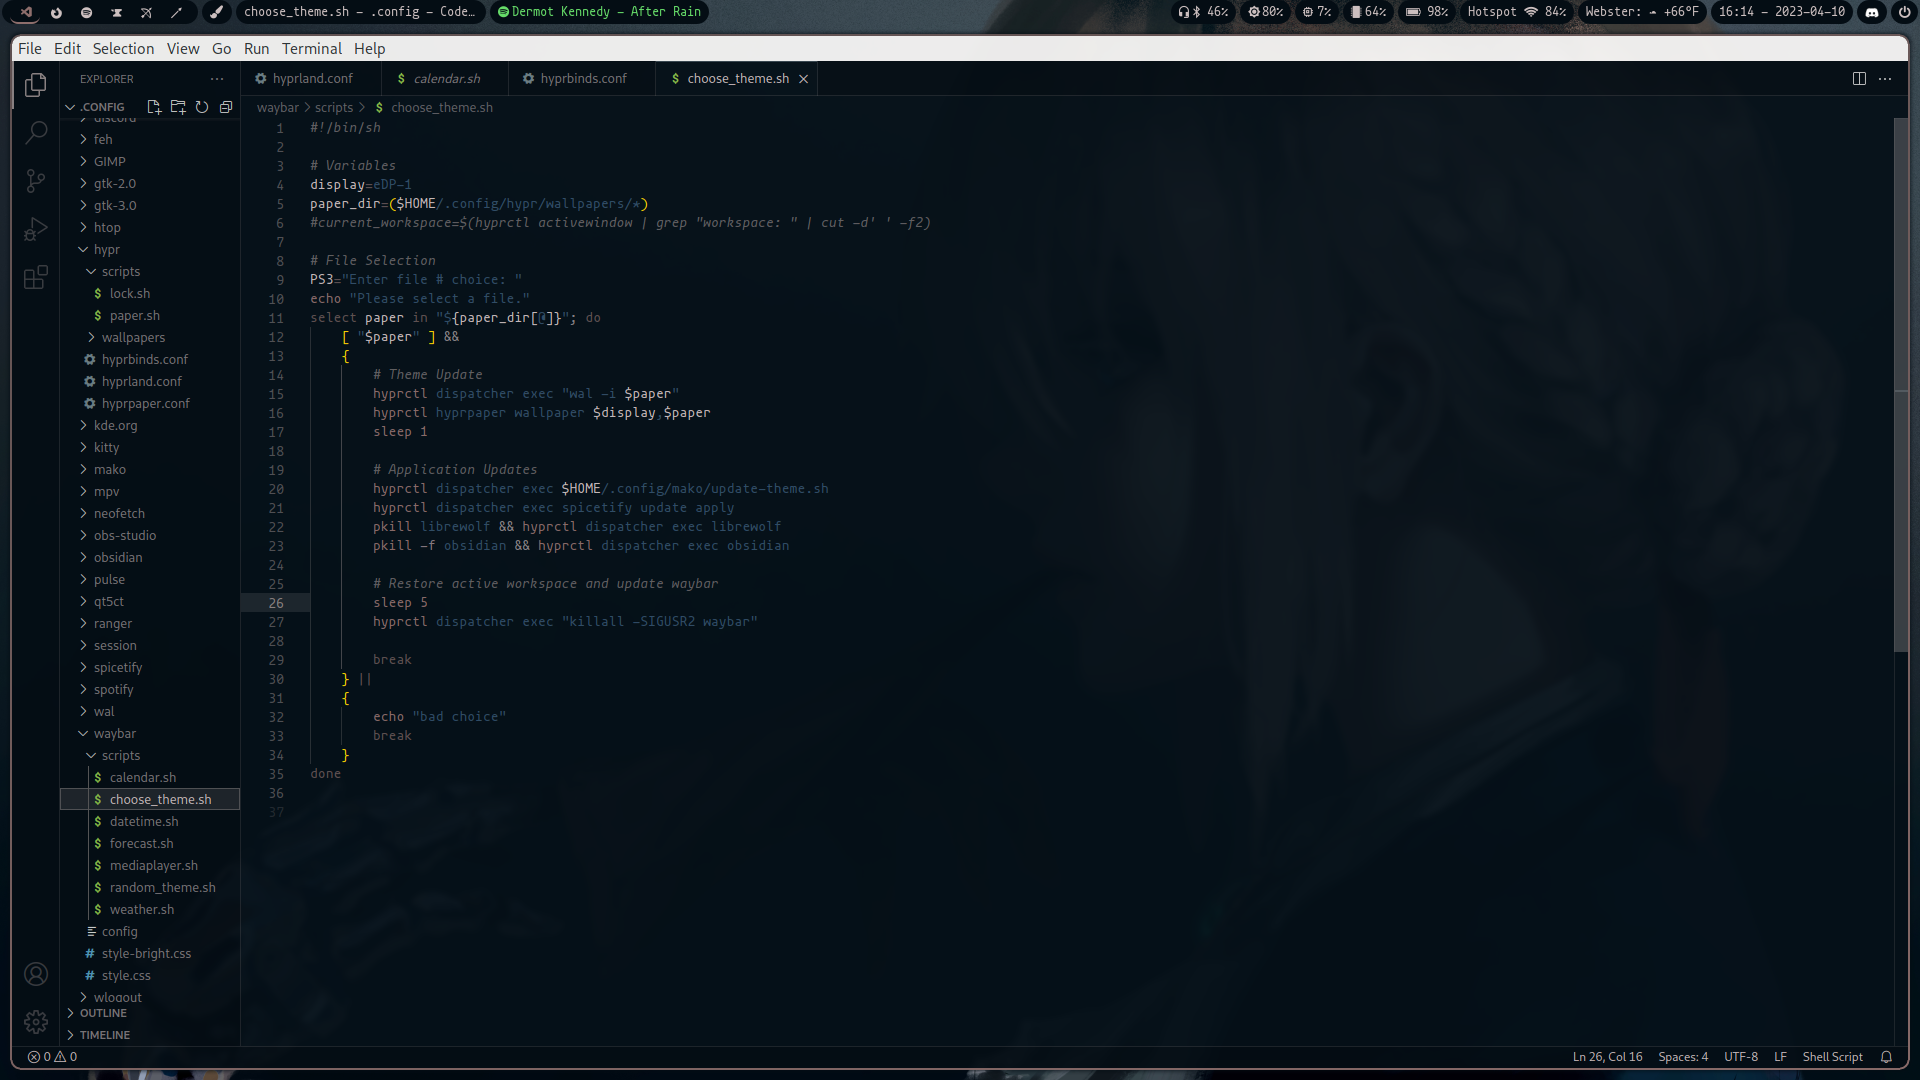 choose_theme.sh – .config – Code...
Dermot Kennedy – After Rain
46%
80%
7%
64%
98%
Hotspot 84%
Webster: +66°F
16:14 – 2023-04-10
File Edit Selection View Go Run Terminal Help
EXPLORER
hyprland.conf
calendar.sh
hyprbinds.conf
choose_theme.sh
.CONFIG
discord
feh
GIMP
gtk-2.0
gtk-3.0
htop
hypr
scripts
$ lock.sh
$ paper.sh
wallpapers
hyprbinds.conf
hyprland.conf
hyprpaper.conf
kde.org
kitty
mako
mpv
neofetch
obs-studio
obsidian
pulse
qt5ct
ranger
session
spicetify
spotify
wal
waybar
scripts
$ calendar.sh
$ choose_theme.sh
$ datetime.sh
$ forecast.sh
$ mediaplayer.sh
$ random_theme.sh
$ weather.sh
config
# style-bright.css
# style.css
wlogout
OUTLINE
TIMELINE
waybar > scripts > $ choose_theme.sh
1 #!/bin/sh
2
3 # Variables
4 display=eDP-1
5 paper_dir=($HOME/.config/hypr/wallpapers/*)
6 #current_workspace=$(hyprctl activewindow | grep "workspace: " | cut -d' ' -f2)
7
8 # File Selection
9 PS3="Enter file # choice: "
10 echo "Please select a file."
11 select paper in "${paper_dir[@]}"; do
12 [ "$paper" ] &&
13 {
14 # Theme Update
15 hyprctl dispatcher exec "wal -i $paper"
16 hyprctl hyprpaper wallpaper $display,$paper
17 sleep 1
18
19 # Application Updates
20 hyprctl dispatcher exec $HOME/.config/mako/update-theme.sh
21 hyprctl dispatcher exec spicetify update apply
22 pkill librewolf && hyprctl dispatcher exec librewolf
23 pkill -f obsidian && hyprctl dispatcher exec obsidian
24
25 # Restore active workspace and update waybar
26 sleep 5
27 hyprctl dispatcher exec "killall -SIGUSR2 waybar"
28
29 break
30 } ||
31 {
32 echo "bad choice"
33 break
34 }
35 done
36
37
0 0
Ln 26, Col 16 Spaces: 4 UTF-8 LF Shell Script